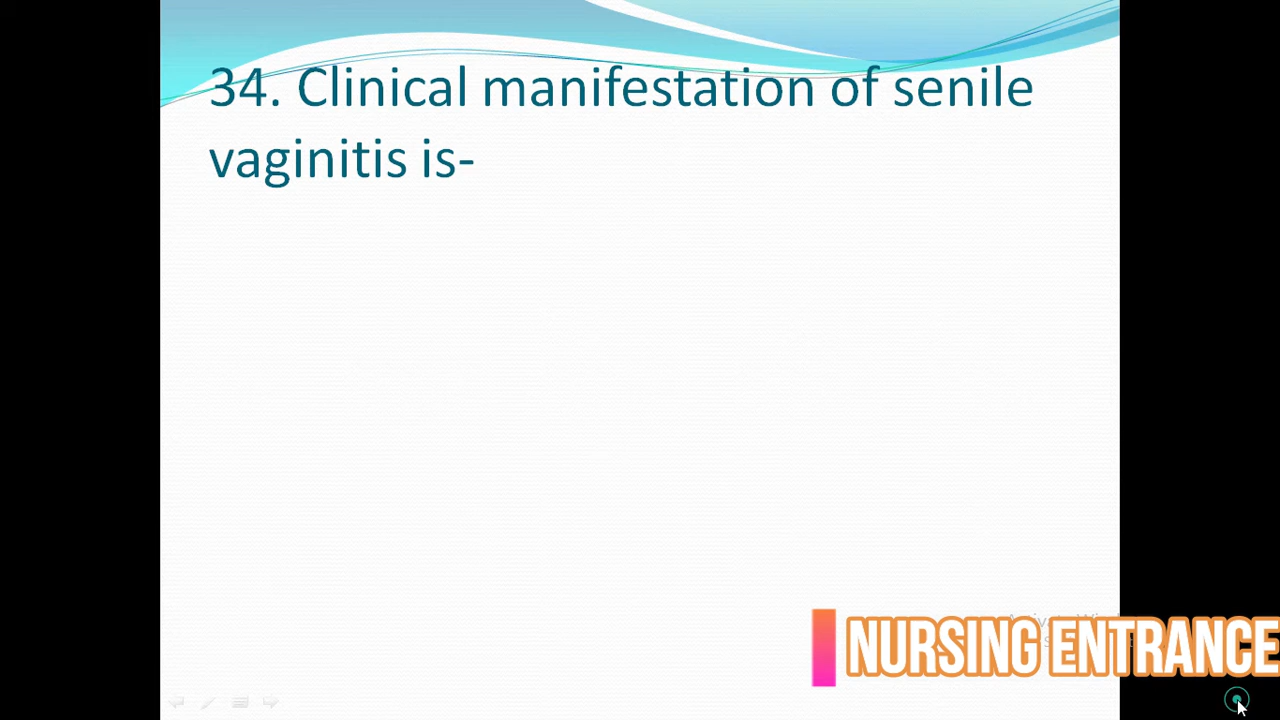 34. Clinical manifestation of senile
vaginitis is-
NURSING ENTRANCE